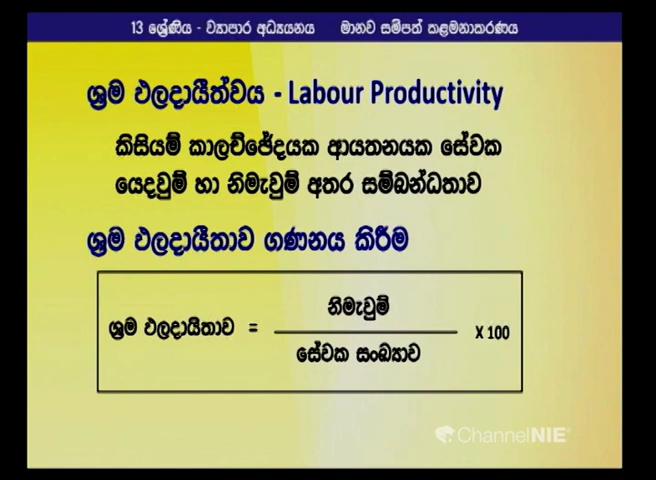 13 ශ්‍රේණිය - ව්‍යාපාර අධ්‍යයනය මානව සම්පත් කළමනාකරණය
ශ්‍රම ඵලදායීත්වය - Labour Productivity
කිසියම් කාලච්ඡේදයක ආයතනයක සේවක
යෙදවුම් හා නිමැවුම් අතර සම්බන්ධතාව
ශ්‍රම ඵලදායීතාව ගණනය කිරීම
නිමැවුම්
ශ්‍රම ඵලදායීතාව = X 100
සේවක සංඛ්‍යාව
ChannelNIE